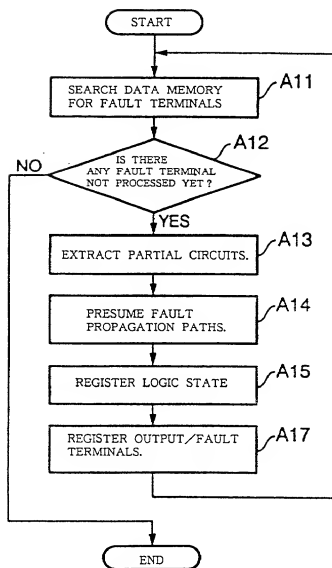 START
SEARCH DATA MEMORY
FOR FAULT TERMINALS
A11
A12
NO
IS THERE
ANY FAULT TERMINAL
NOT PROCESSED YET?
YES
A13
EXTRACT PARTIAL CIRCUITS.
A14
PRESUME FAULT
PROPAGATION PATHS.
A15
REGISTER LOGIC STATE
A17
REGISTER OUTPUT/FAULT
TERMINALS.
END